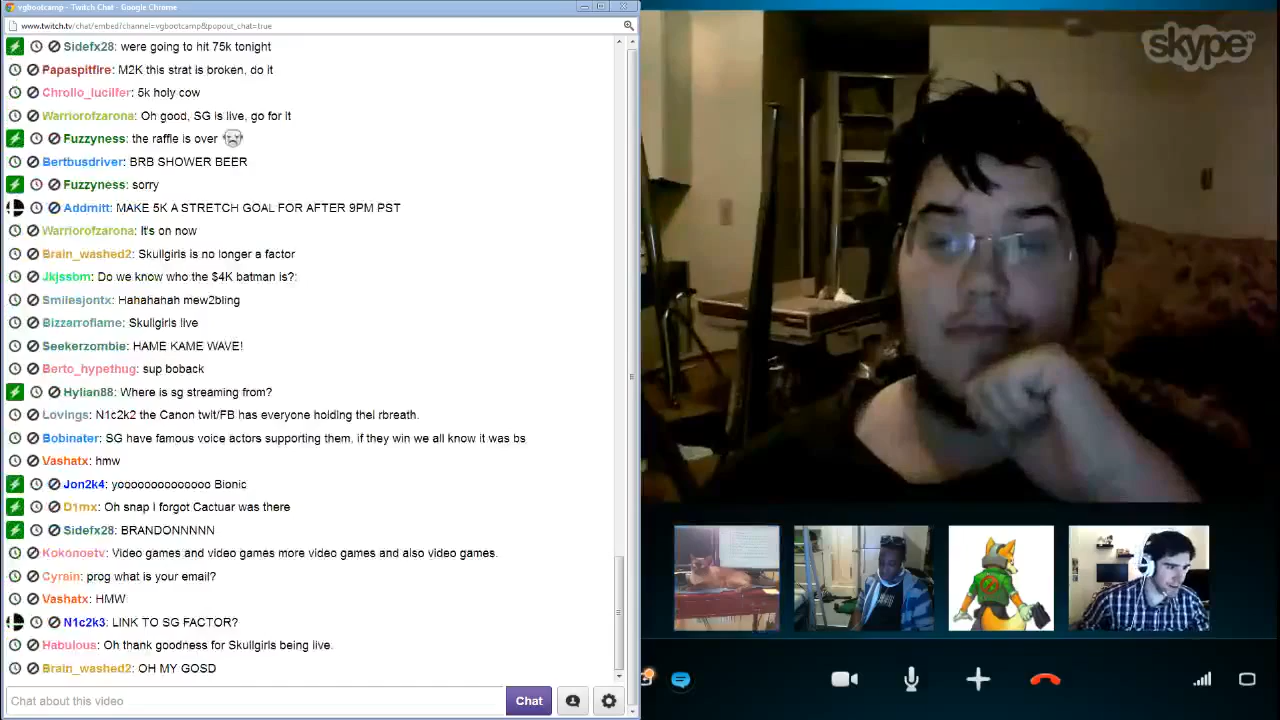 vgbootcamp - Twitch Chat - Google Chrome
www.twitch.tv/chat/embed?channel=vgbootcamp&popout_chat=true
Sidefx28: were going to hit 75k tonight
Papaspitfire: M2K this strat is broken, do it
Chrollo_lucilfer: 5k holy cow
Warriorofzarona: Oh good, SG is live, go for it
Fuzzyness: the raffle is over
Bertbusdriver: BRB SHOWER BEER
Fuzzyness: sorry
Addmitt: MAKE 5K A STRETCH GOAL FOR AFTER 9PM PST
Warriorofzarona: It's on now
Brain_washed2: Skullgirls is no longer a factor
Jkjssbm: Do we know who the $4K batman is?:
Smilesjontx: Hahahahah mew2bling
Bizzarroflame: Skullgirls live
Seekerzombie: HAME KAME WAVE!
Berto_hypethug: sup boback
Hylian88: Where is sg streaming from?
Lovings: N1c2k2 the Canon twit/FB has everyone holding thei rbreath.
Bobinater: SG have famous voice actors supporting them, if they win we all know it was bs
Vashatx: hmw
Jon2k4: yoooooooooooooo Bionic
D1mx: Oh snap I forgot Cactuar was there
Sidefx28: BRANDONNNNN
Kokonoetv: Video games and video games more video games and also video games.
Cyrain: prog what is your email?
Vashatx: HMW
N1c2k3: LINK TO SG FACTOR?
Habulous: Oh thank goodness for Skullgirls being live.
Brain_washed2: OH MY GOSD
Chat about this video
Chat
skype